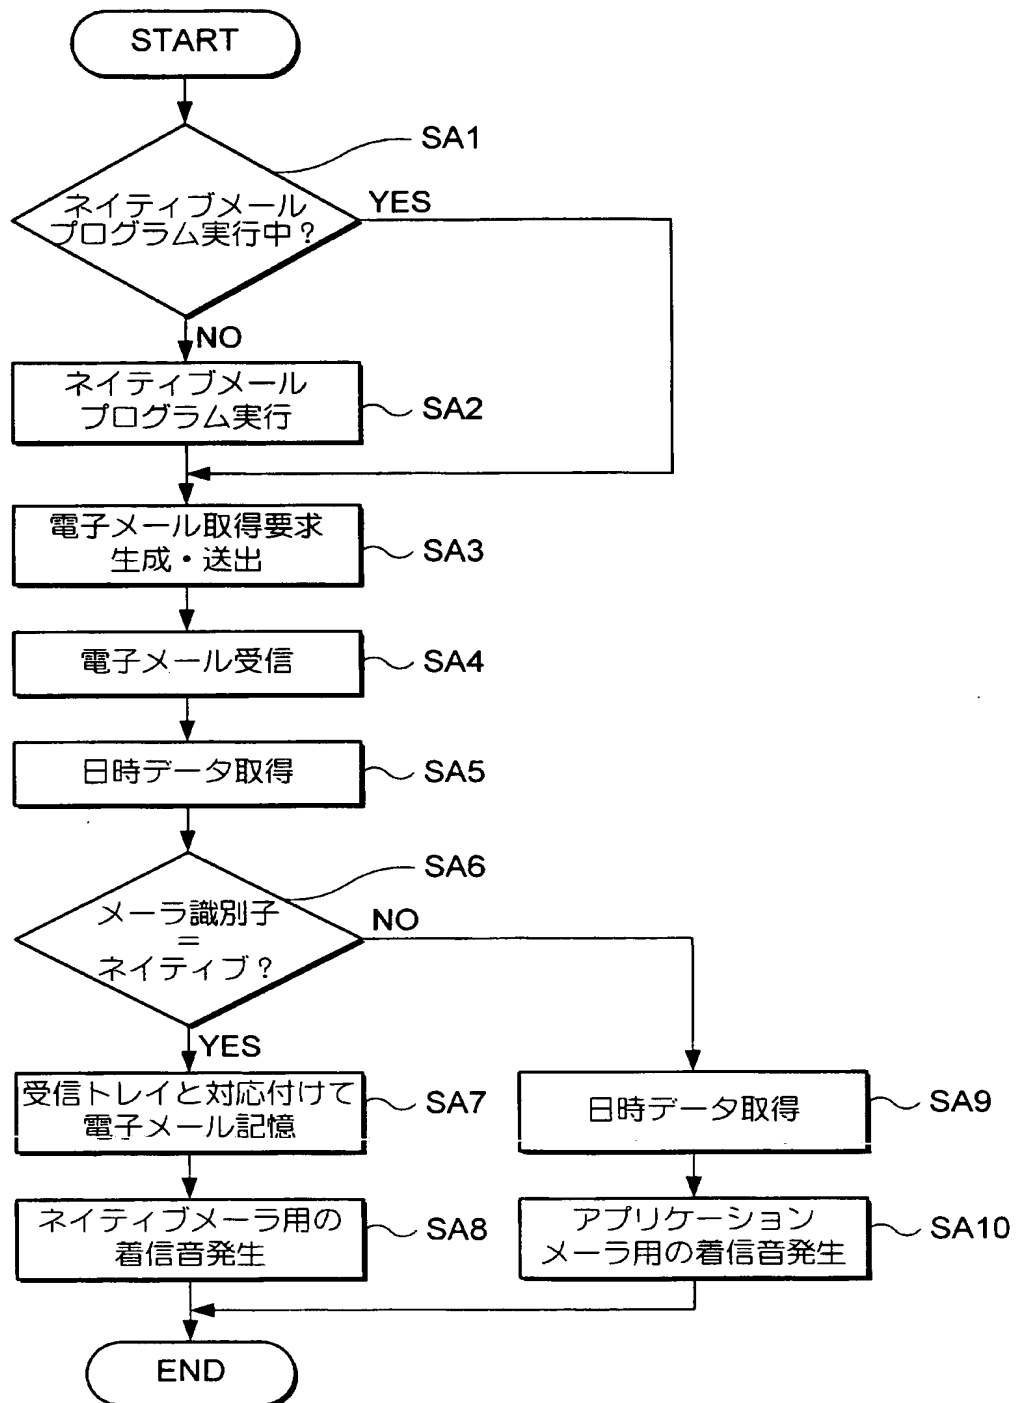 START
SA1
ネイティブメール
プログラム実行中？
YES
NO
ネイティブメール
プログラム実行
SA2
電子メール取得要求
生成・送出
SA3
電子メール受信
SA4
日時データ取得
SA5
SA6
メーラ識別子
=
ネイティブ？
NO
YES
受信トレイと対応付けて
電子メール記憶
SA7
日時データ取得
SA9
ネイティブメーラ用の
着信音発生
SA8
アプリケーション
メーラ用の着信音発生
SA10
END